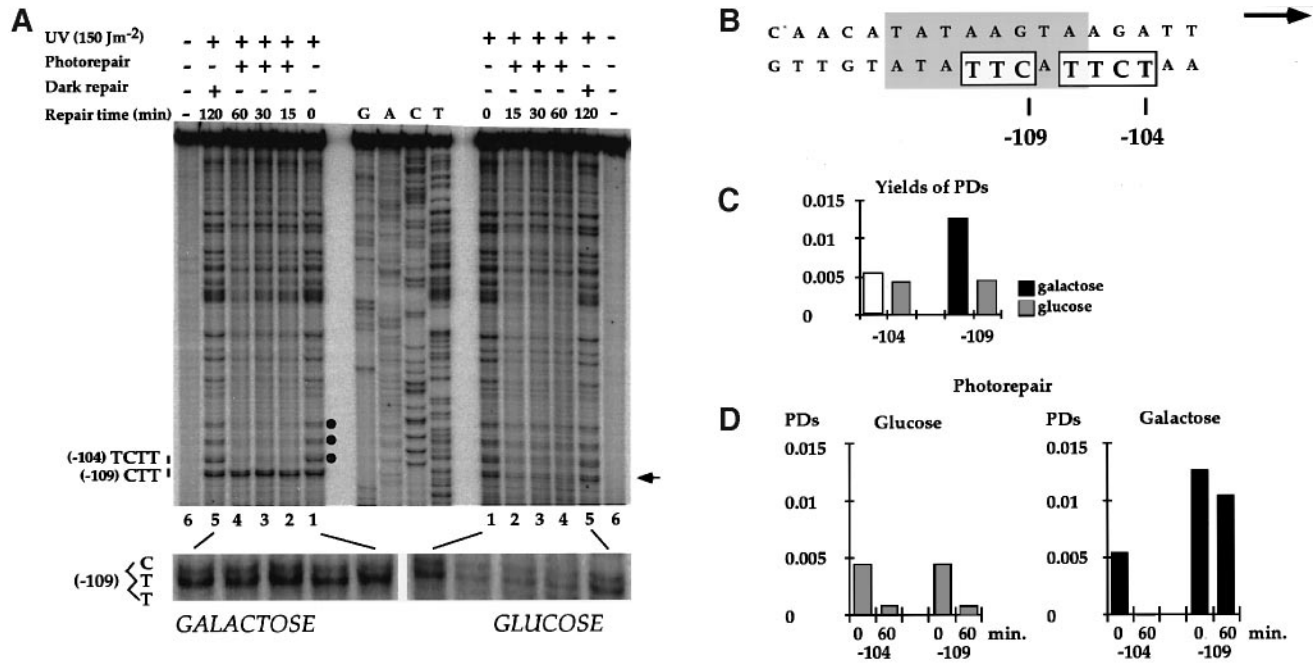 A
UV (150 Jm-2) - + + + + + + + + + + -
Photorepair + + + - - + + + - -
Dark repair + +
Repair time (min) - 120 60 30 15 0 G A C T 0 15 30 60 120 -
(-104) TCTT
(-109) CTT
6 5 4 3 2 1 1 2 3 4 5 6
(-109) C
T
T
GALACTOSE GLUCOSE
B
C A A C A T A T A A G T A A G A T T
G T T G T A T A T T C A T T C T A A
-109 -104
C
Yields of PDs
0.015
0.01
0.005
0
-104 -109
galactose
glucose
Photorepair
D
PDs Glucose
0.015
0.01
0.005
0
0 60 0 60 min.
-104 -109
PDs Galactose
0.015
0.01
0.005
0
0 60 0 60 min.
-104 -109